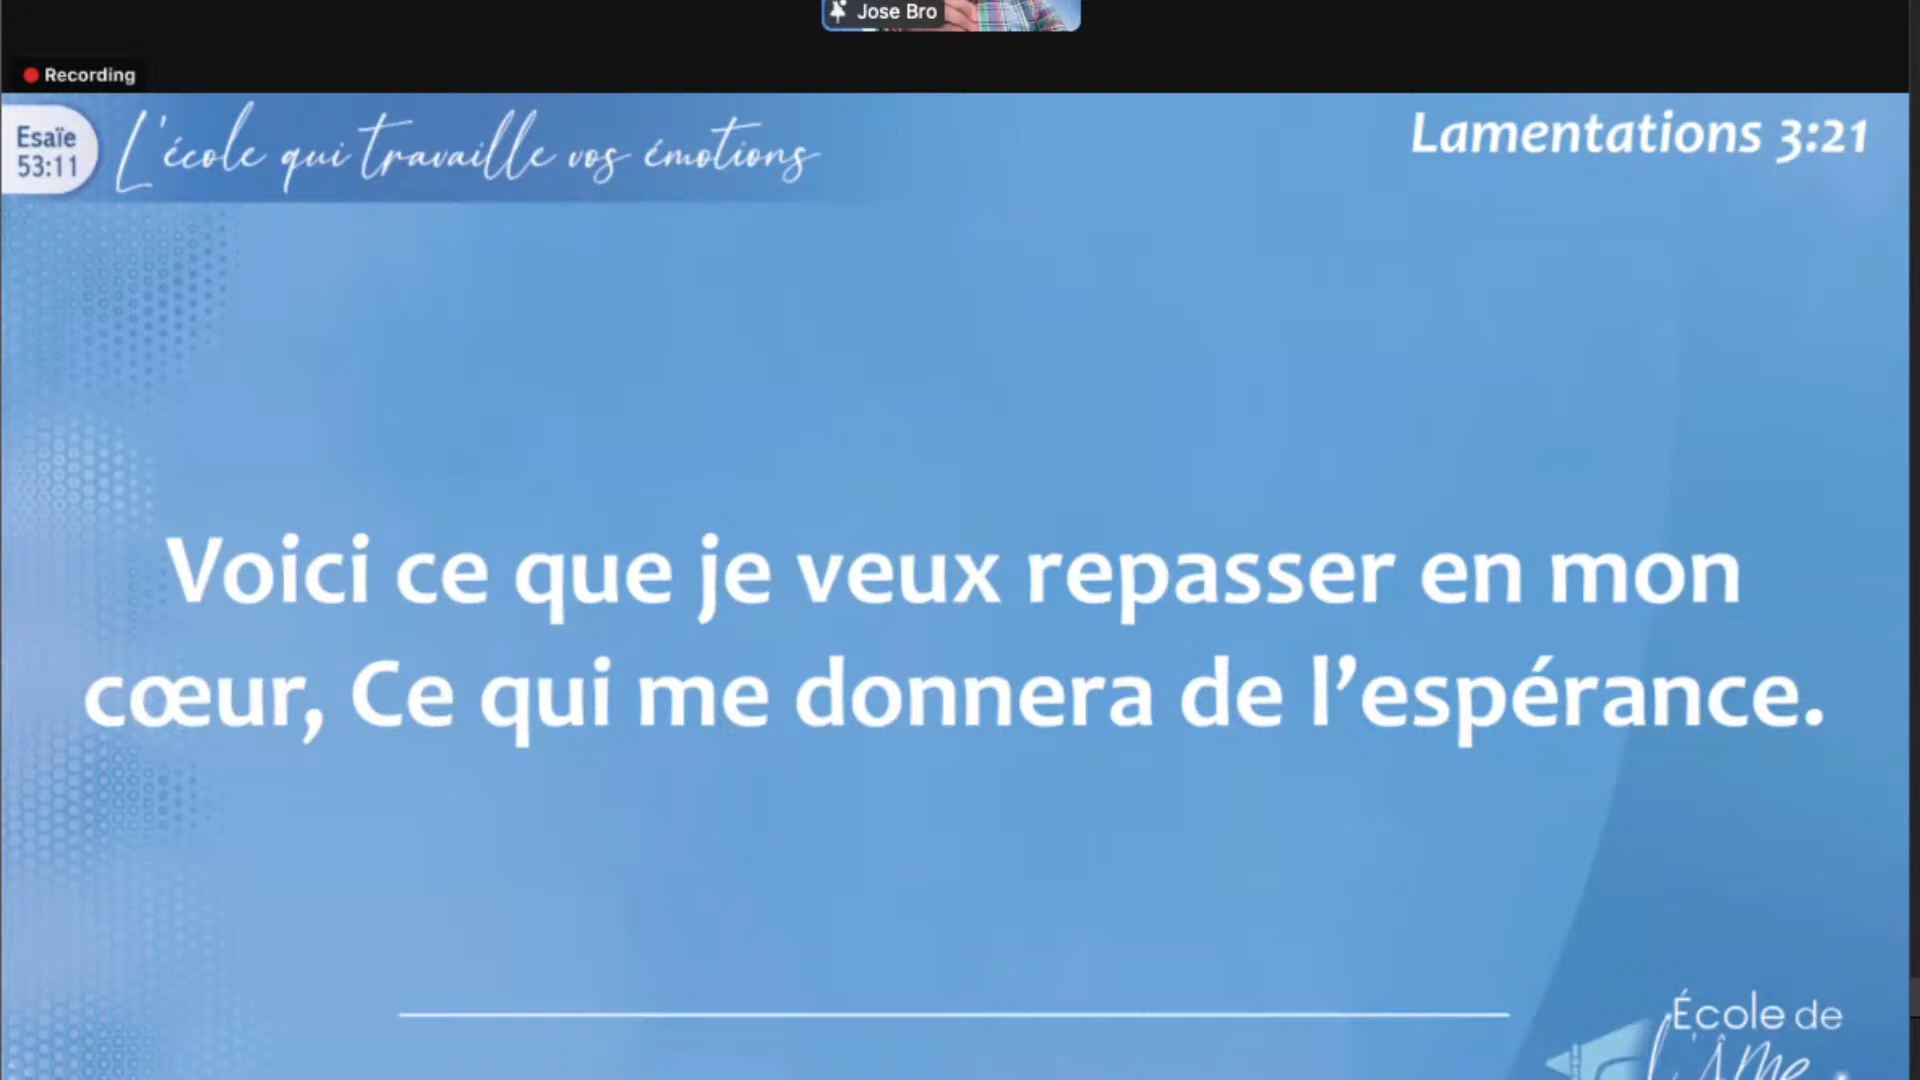 Jose Bro
Recording
Esaïe
53:11
L'école qui travaille vos émotions
Lamentations 3:21
Voici ce que je veux repasser en mon
cœur, Ce qui me donnera de l’espérance.
École de
l'Âme